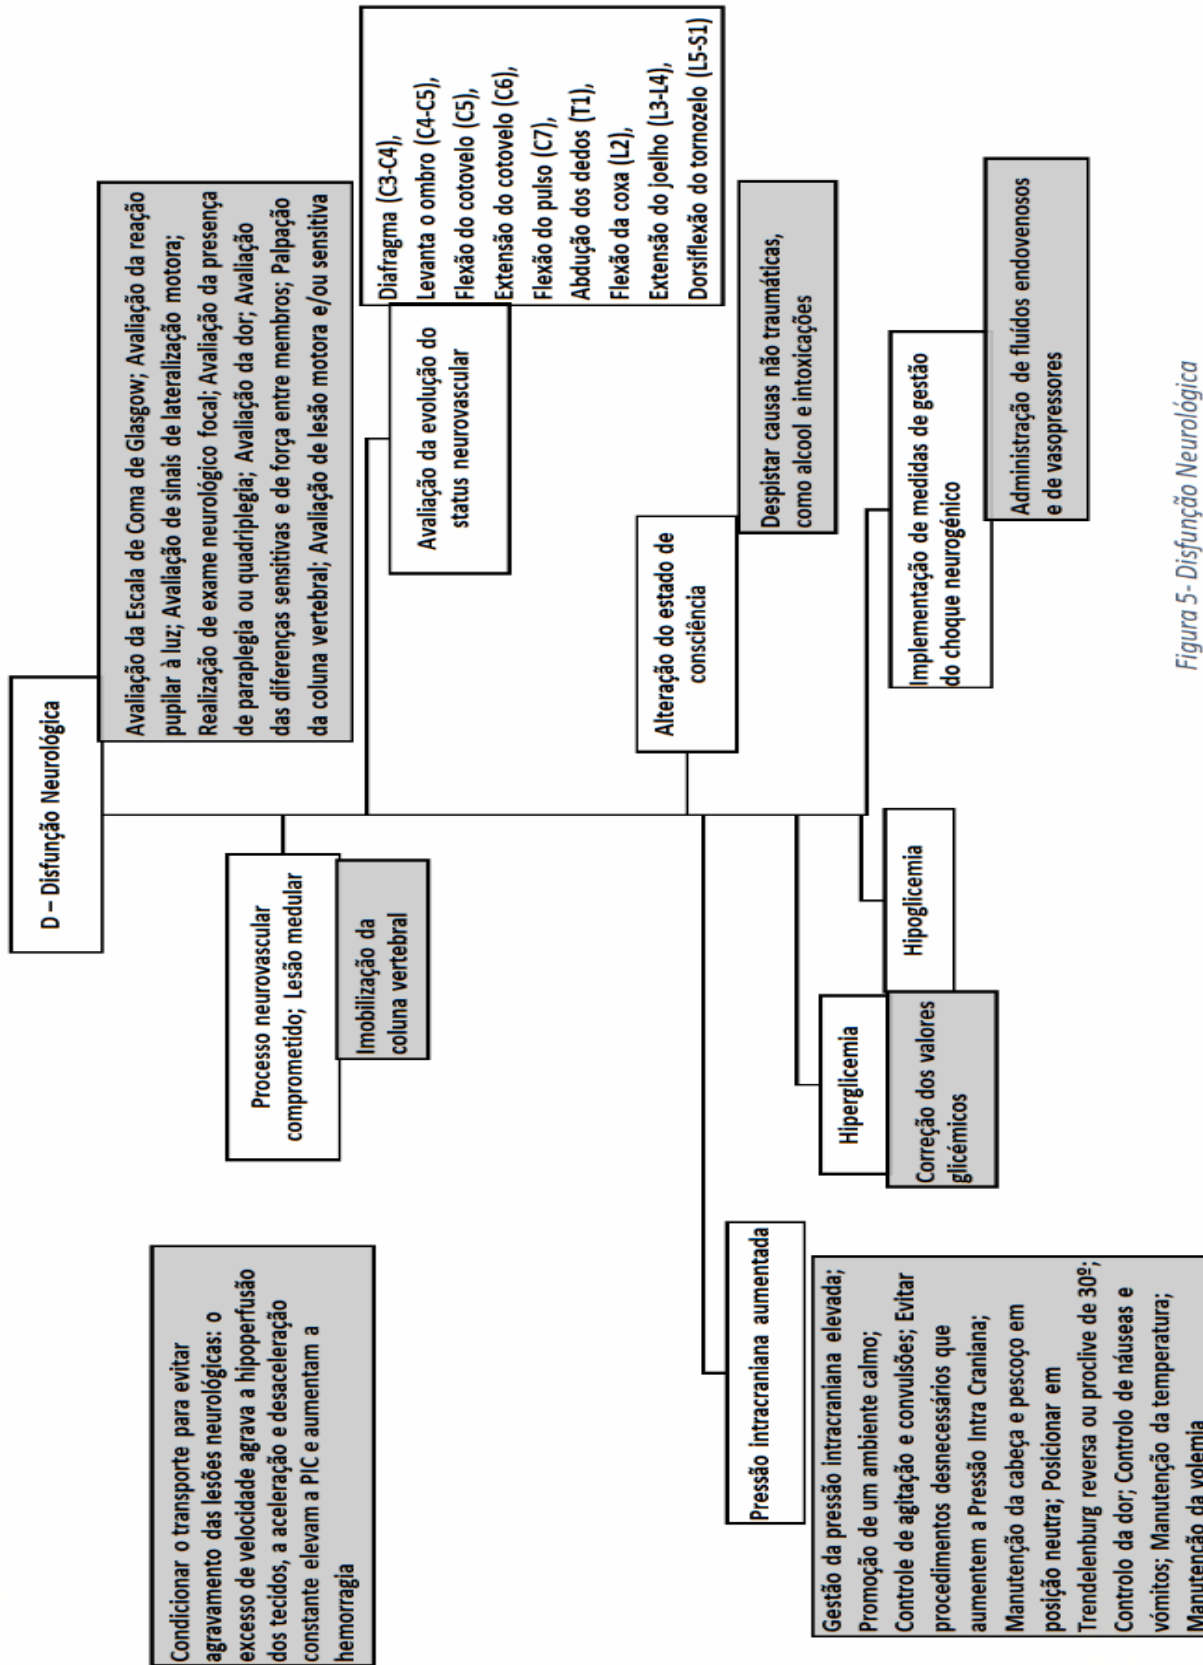 D – Disfunção Neurológica
Avaliação da Escala de Coma de Glasgow; Avaliação da reação
pupilar à luz; Avaliação de sinais de lateralização motora;
Realização de exame neurológico focal; Avaliação da presença
de paraplegia ou quadriplegia; Avaliação da dor; Avaliação
das diferenças sensitivas e de força entre membros; Palpação
da coluna vertebral; Avaliação de lesão motora e/ou sensitiva
Condicionar o transporte para evitar
agravamento das lesões neurológicas: o
excesso de velocidade agrava a hipoperfusão
dos tecidos, a aceleração e desaceleração
constante elevam a PIC e aumentam a
hemorragia
Processo neurovascular
comprometido; Lesão medular
Imobilização da
coluna vertebral
Avaliação da evolução do
status neurovascular
Diafragma (C3-C4),
Levanta o ombro (C4-C5),
Flexão do cotovelo (C5),
Extensão do cotovelo (C6),
Flexão do pulso (C7),
Abdução dos dedos (T1),
Flexão da coxa (L2),
Extensão do joelho (L3-L4),
Dorsiflexão do tornozelo (L5-S1)
Alteração do estado de
consciência
Despistar causas não traumáticas,
como alcool e intoxicações
Pressão intracraniana aumentada
Gestão da pressão intracraniana elevada;
Promoção de um ambiente calmo;
Controle de agitação e convulsões; Evitar
procedimentos desnecessários que
aumentem a Pressão Intra Craniana;
Manutenção da cabeça e pescoço em
posição neutra; Posicionar em
Trendelenburg reversa ou proclive de 30º;
Controlo da dor; Controlo de náuseas e
vómitos; Manutenção da temperatura;
Manutenção da volemia
Hiperglicemia
Correção dos valores
glicémicos
Hipoglicemia
Implementação de medidas de gestão
do choque neurogénico
Administração de fluídos endovenosos
e de vasopressores
Figura 5- Disfunção Neurológica